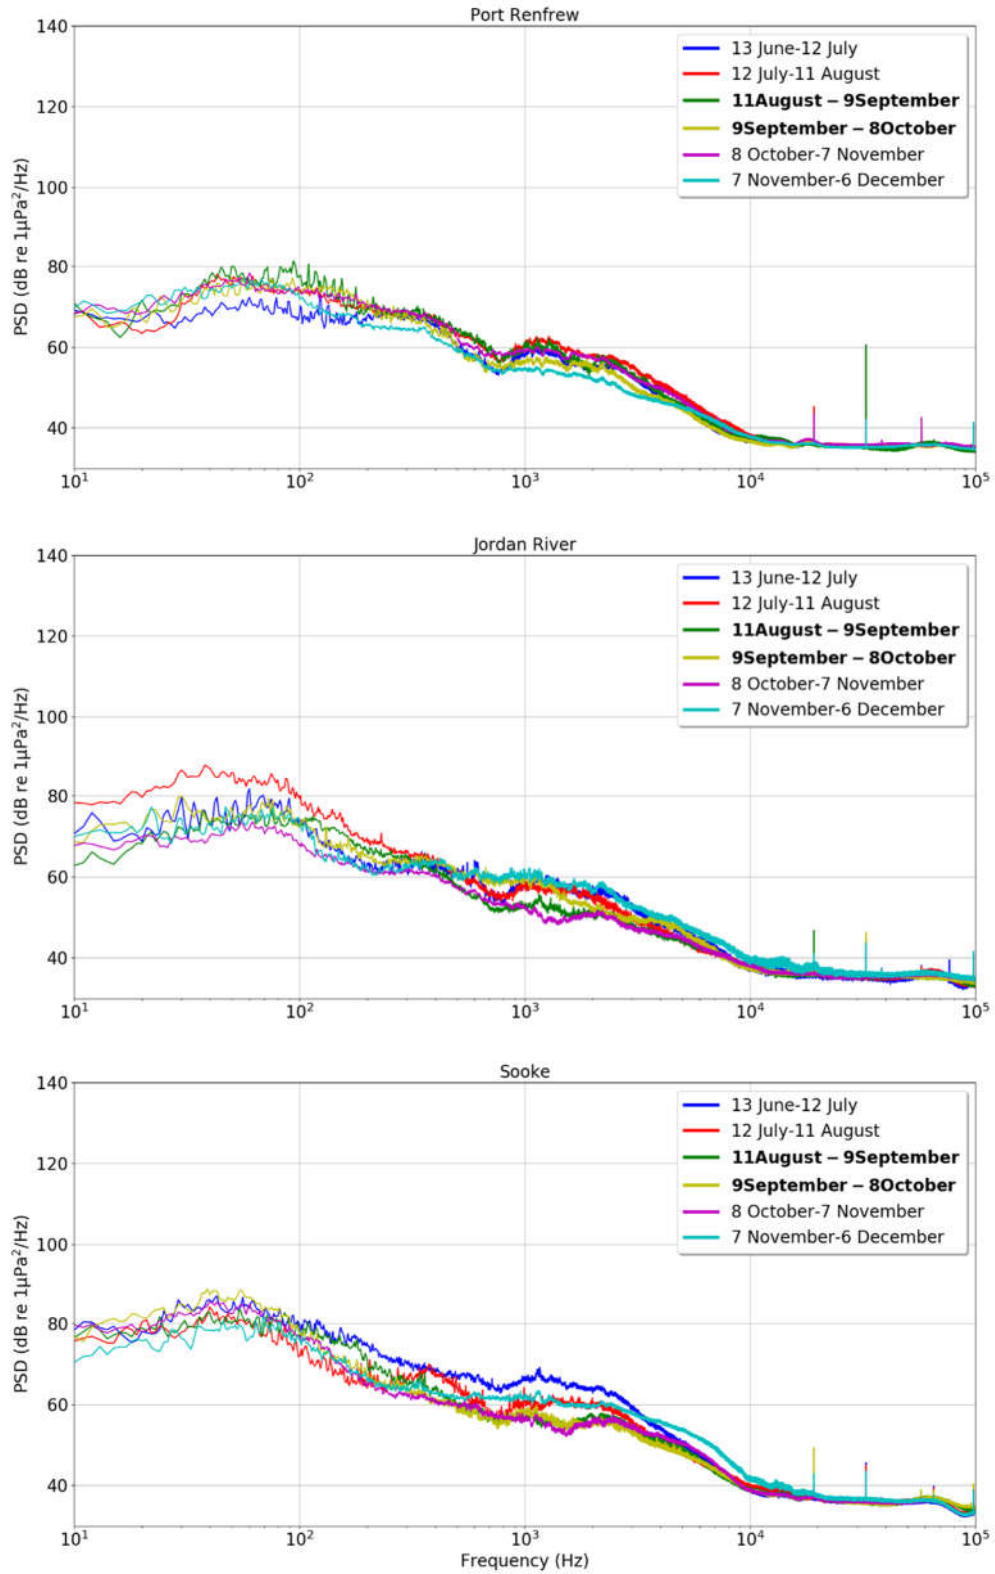 Port Renfrew
140
120
100
80
60
40
PSD (dB re 1µPa²/Hz)
13 June-12 July
12 July-11 August
11August – 9September
9September – 8October
8 October-7 November
7 November-6 December
10¹ 10² 10³ 10⁴ 10⁵
Jordan River
140
120
100
80
60
40
PSD (dB re 1µPa²/Hz)
13 June-12 July
12 July-11 August
11August – 9September
9September – 8October
8 October-7 November
7 November-6 December
10¹ 10² 10³ 10⁴ 10⁵
Sooke
140
120
100
80
60
40
PSD (dB re 1µPa²/Hz)
13 June-12 July
12 July-11 August
11August – 9September
9September – 8October
8 October-7 November
7 November-6 December
10¹ 10² 10³ 10⁴ 10⁵
Frequency (Hz)